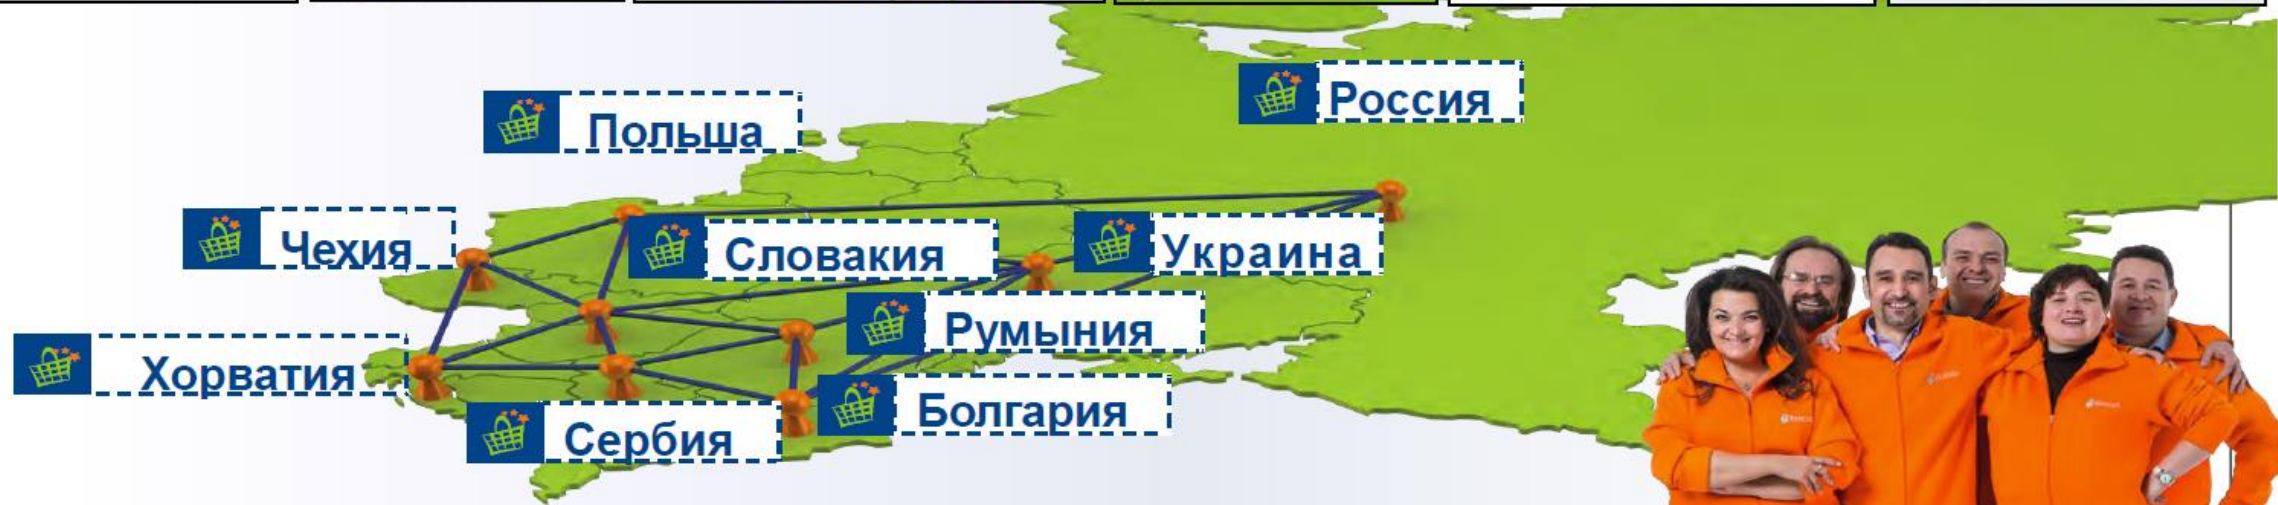 Россия
Польша
Чехия
Словакия
Украина
Румыния
Хорватия
Болгария
Сербия